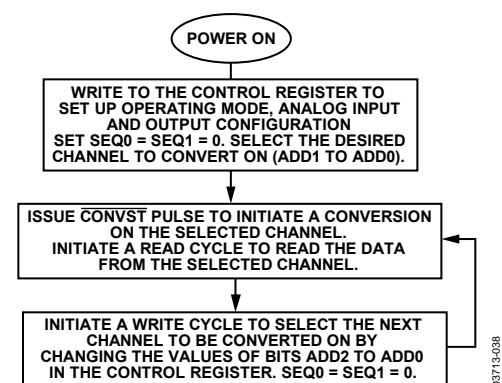 POWER ON
WRITE TO THE CONTROL REGISTER TO
SET UP OPERATING MODE, ANALOG INPUT
AND OUTPUT CONFIGURATION
SET SEQ0 = SEQ1 = 0. SELECT THE DESIRED
CHANNEL TO CONVERT ON (ADD1 TO ADD0).
ISSUE CONVST PULSE TO INITIATE A CONVERSION
ON THE SELECTED CHANNEL.
INITIATE A READ CYCLE TO READ THE DATA
FROM THE SELECTED CHANNEL.
INITIATE A WRITE CYCLE TO SELECT THE NEXT
CHANNEL TO BE CONVERTED ON BY
CHANGING THE VALUES OF BITS ADD2 TO ADD0
IN THE CONTROL REGISTER. SEQ0 = SEQ1 = 0.
03713-038